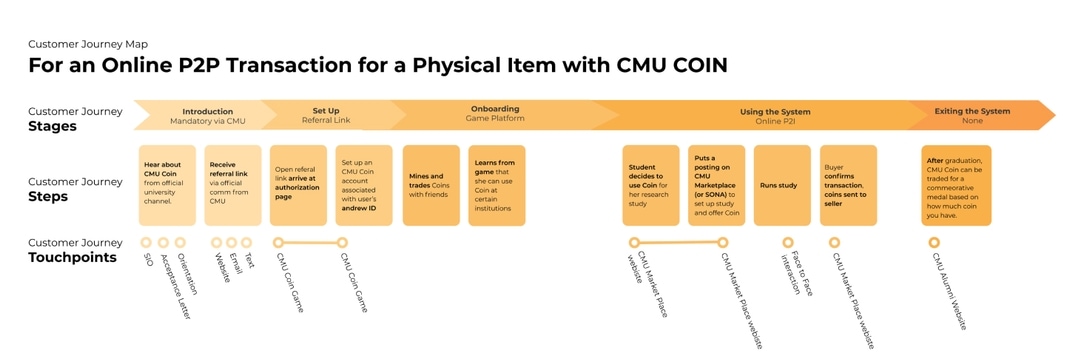 Customer Journey Map
For an Online P2P Transaction for a Physical Item with CMU COIN
Customer Journey
Stages
Introduction
Mandatory via CMU
Set Up
Referral Link
Onboarding
Game Platform
Using the System
Online P2I
Exiting the System
None
Customer Journey
Steps
Hear about
CMU Coin
from official
university
channel.
Receive
referral link
via official
comm from
CMU
Open referal
link arrive at
authorization
page
Set up an
CMU Coin
account
associated
with user's
andrew ID
Mines and
trades Coins
with friends
Learns from
game that
she can use
Coin at
certain
institutions
Student
decides to
use Coin for
her research
study
Puts a
posting on
CMU
Marketplace
(or SONA) to
set up study
and offer Coin
Runs study
Buyer
confirms
transaction,
coins sent to
seller
After graduation,
CMU Coin can be
traded for a
commeorative
medal based on
how much coin
you have.
Customer Journey
Touchpoints
SIO
Acceptance Letter
Orientation
Website
Email
Text
CMU Coin Game
CMU Coin Game
CMU Market Place
webiste
CMU Market Place webiste
Face to Face
interaction
CMU Market Place webiste
CMU Alumni Website